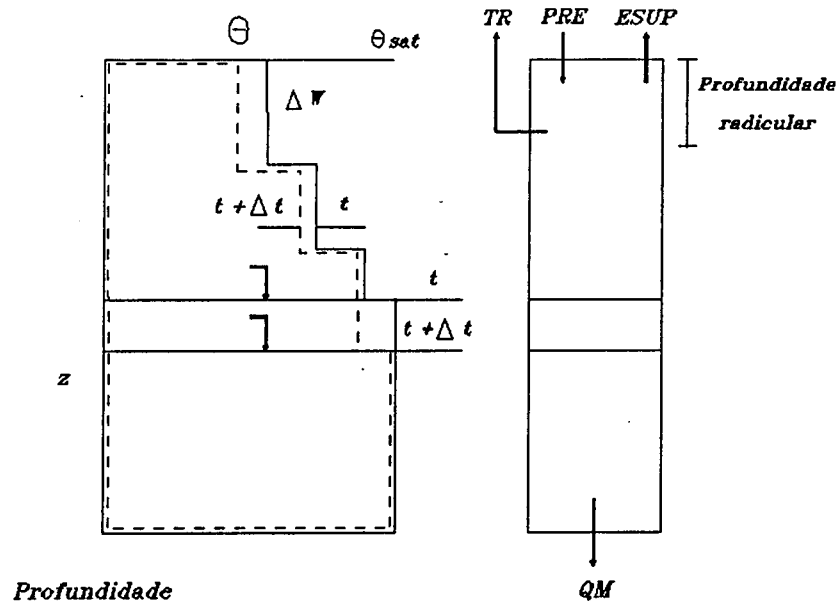 Θ
θsat
ΔW
t+Δt
t
t
t+Δt
z
Profundidade
TR
PRE
ESUP
Profundidade
radicular
QM